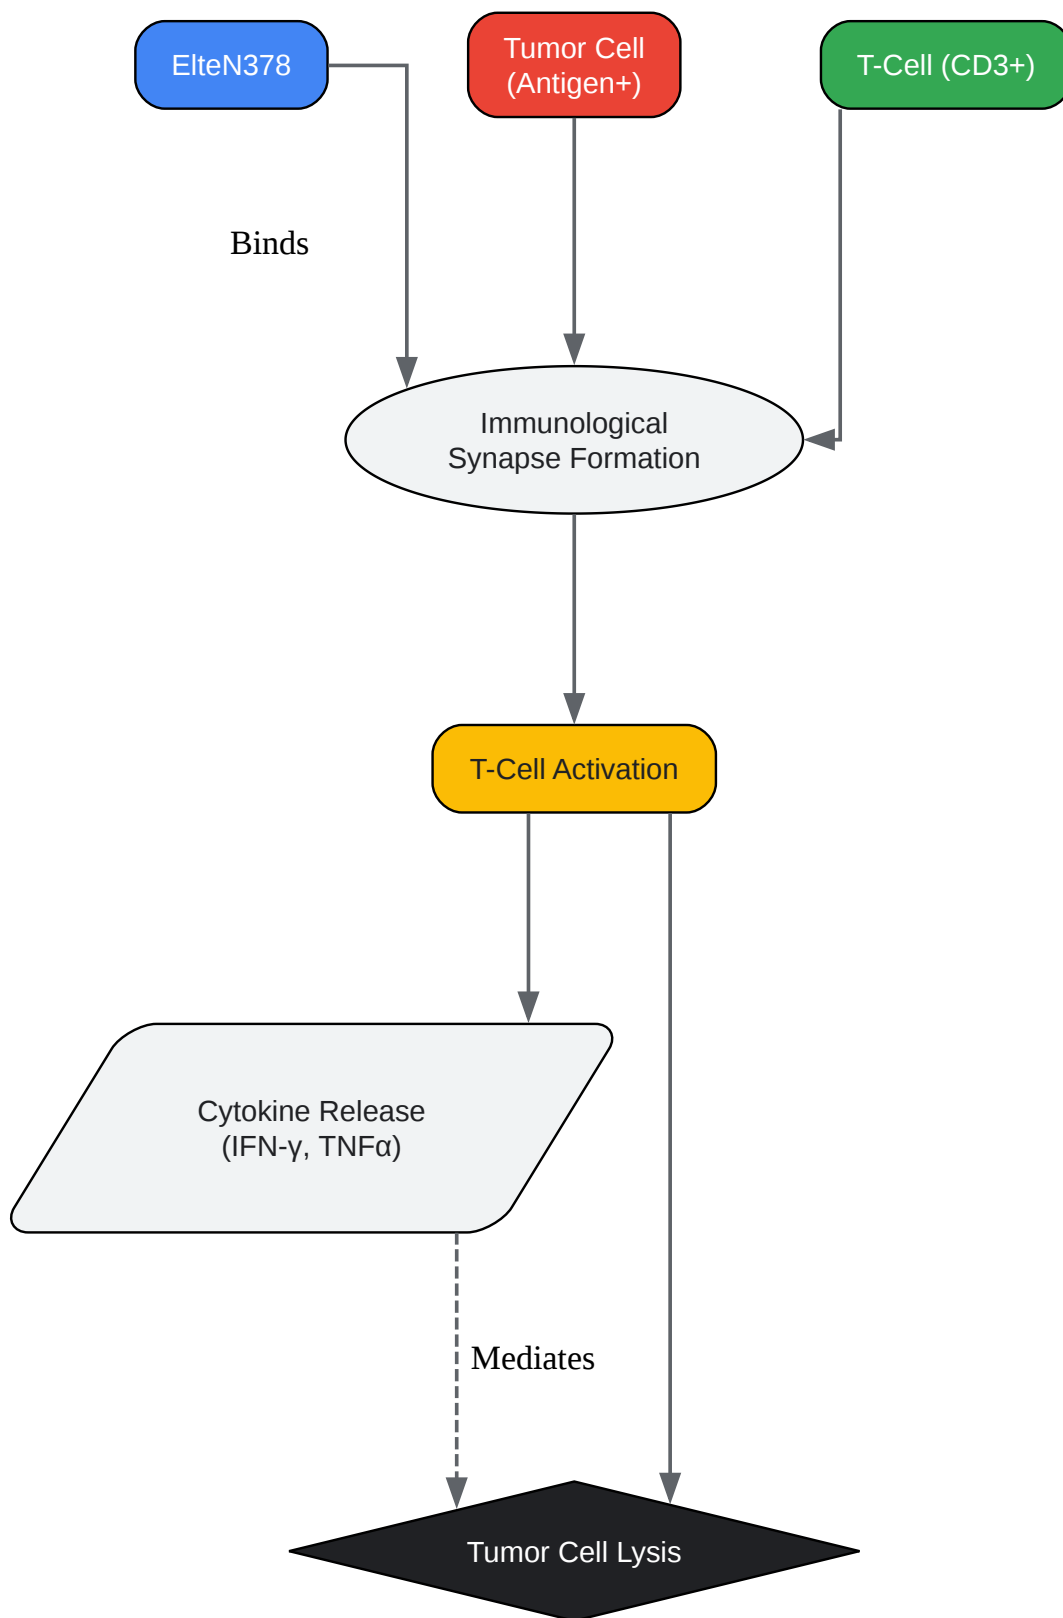 ElteN378
Tumor Cell
(Antigen+)
T-Cell (CD3+)
Binds
Immunological
Synapse Formation
T-Cell Activation
Cytokine Release
(IFN-γ, TNFα)
Mediates
Tumor Cell Lysis